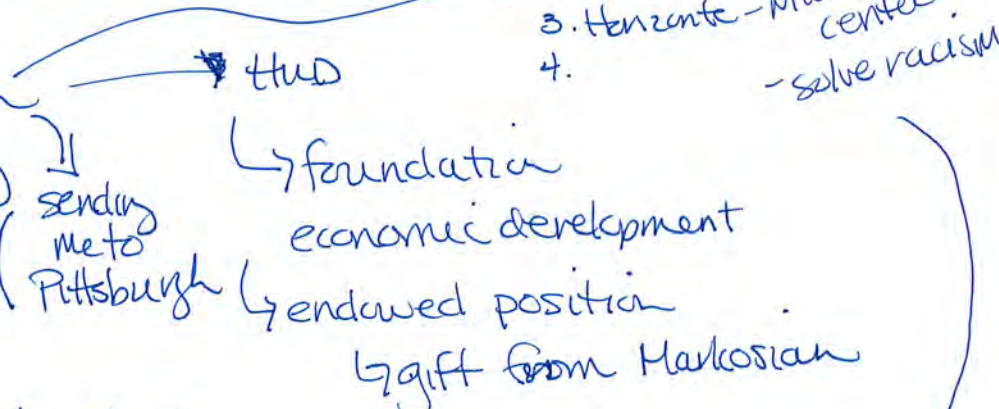 3. Horizonte -
center
4.
- solve racism
HUD
↳ foundation
economic development
sending
me to
Pittsburgh
↳ endowed position
↳ gift from Markosian